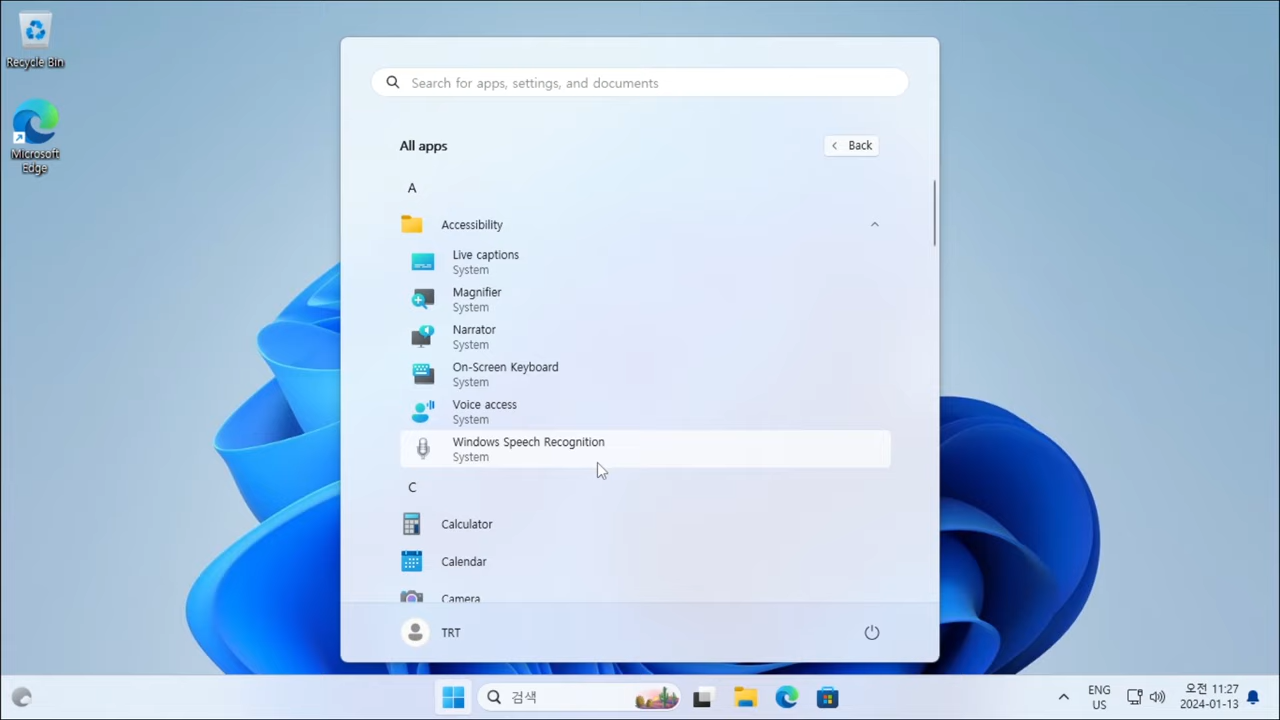 Recycle Bin
Microsoft
Edge
Search for apps, settings, and documents
All apps
Back
A
Accessibility
Live captions
System
Magnifier
System
Narrator
System
On-Screen Keyboard
System
Voice access
System
Windows Speech Recognition
System
C
Calculator
Calendar
Camera
TRT
검색
ENG
US
오전 11:27
2024-01-13